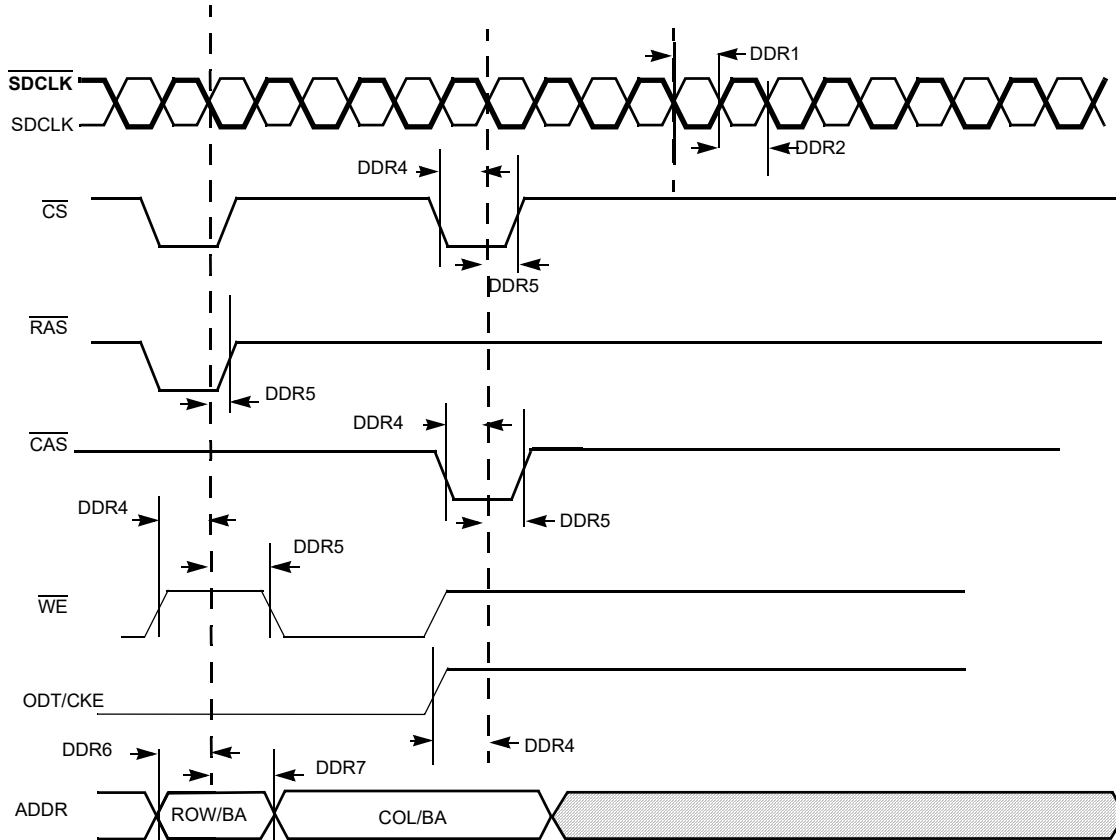 DDR1
SDCLK
SDCLK
DDR2
DDR4
CS
DDR5
RAS
DDR5
DDR4
CAS
DDR4
DDR5
DDR5
WE
ODT/CKE
DDR4
DDR6
DDR7
ADDR
ROW/BA
COL/BA